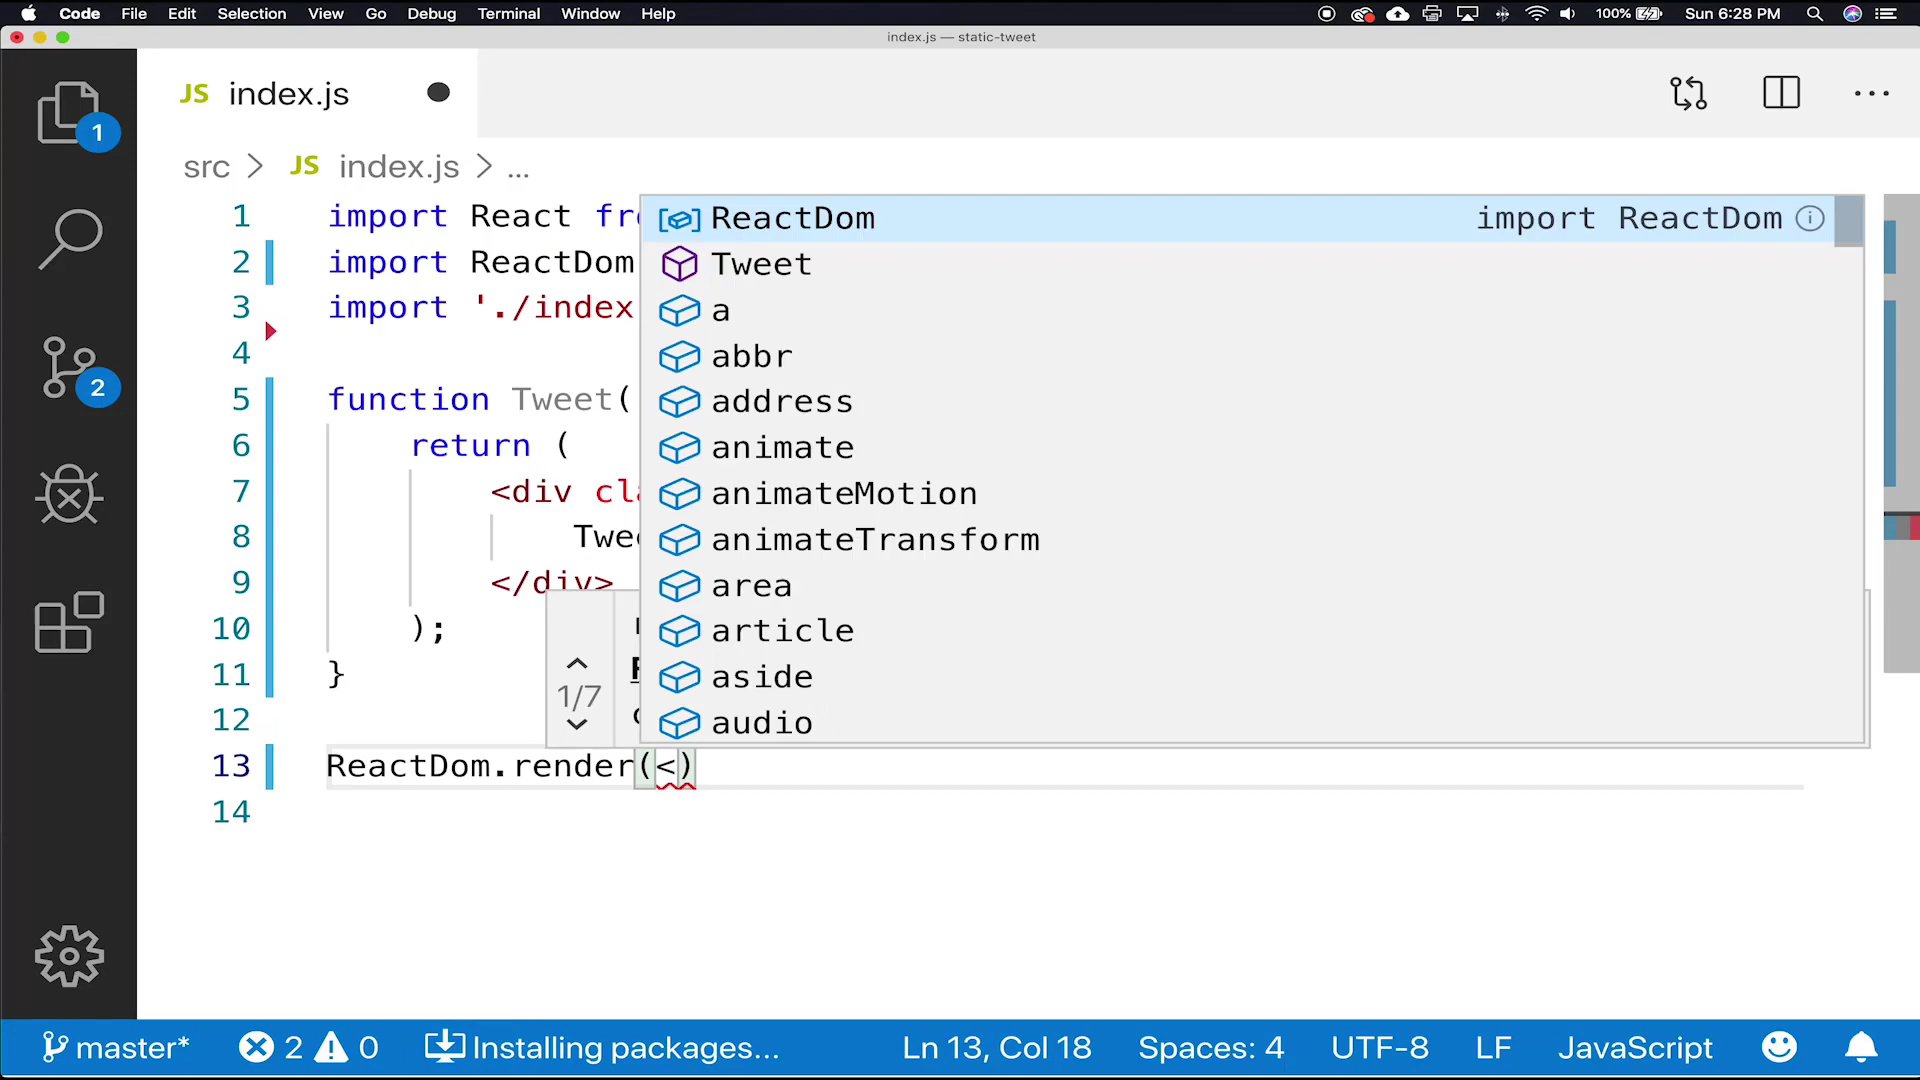 Code File Edit Selection View Go Debug Terminal Window Help 100% Sun 6:28 PM
index.js — static-tweet
JS index.js
src > JS index.js > ...
1 import React
2 import ReactDom
3 import './index
4
5 function Tweet(
6 return (
7 <div
8
9 </div>
10 );
11 }
12
13 ReactDom.render(<)
14
ReactDom import ReactDom
Tweet
a
abbr
address
animate
animateMotion
animateTransform
area
article
aside
audio
1/7
1
2
master* 2 0 Installing packages... Ln 13, Col 18 Spaces: 4 UTF-8 LF JavaScript